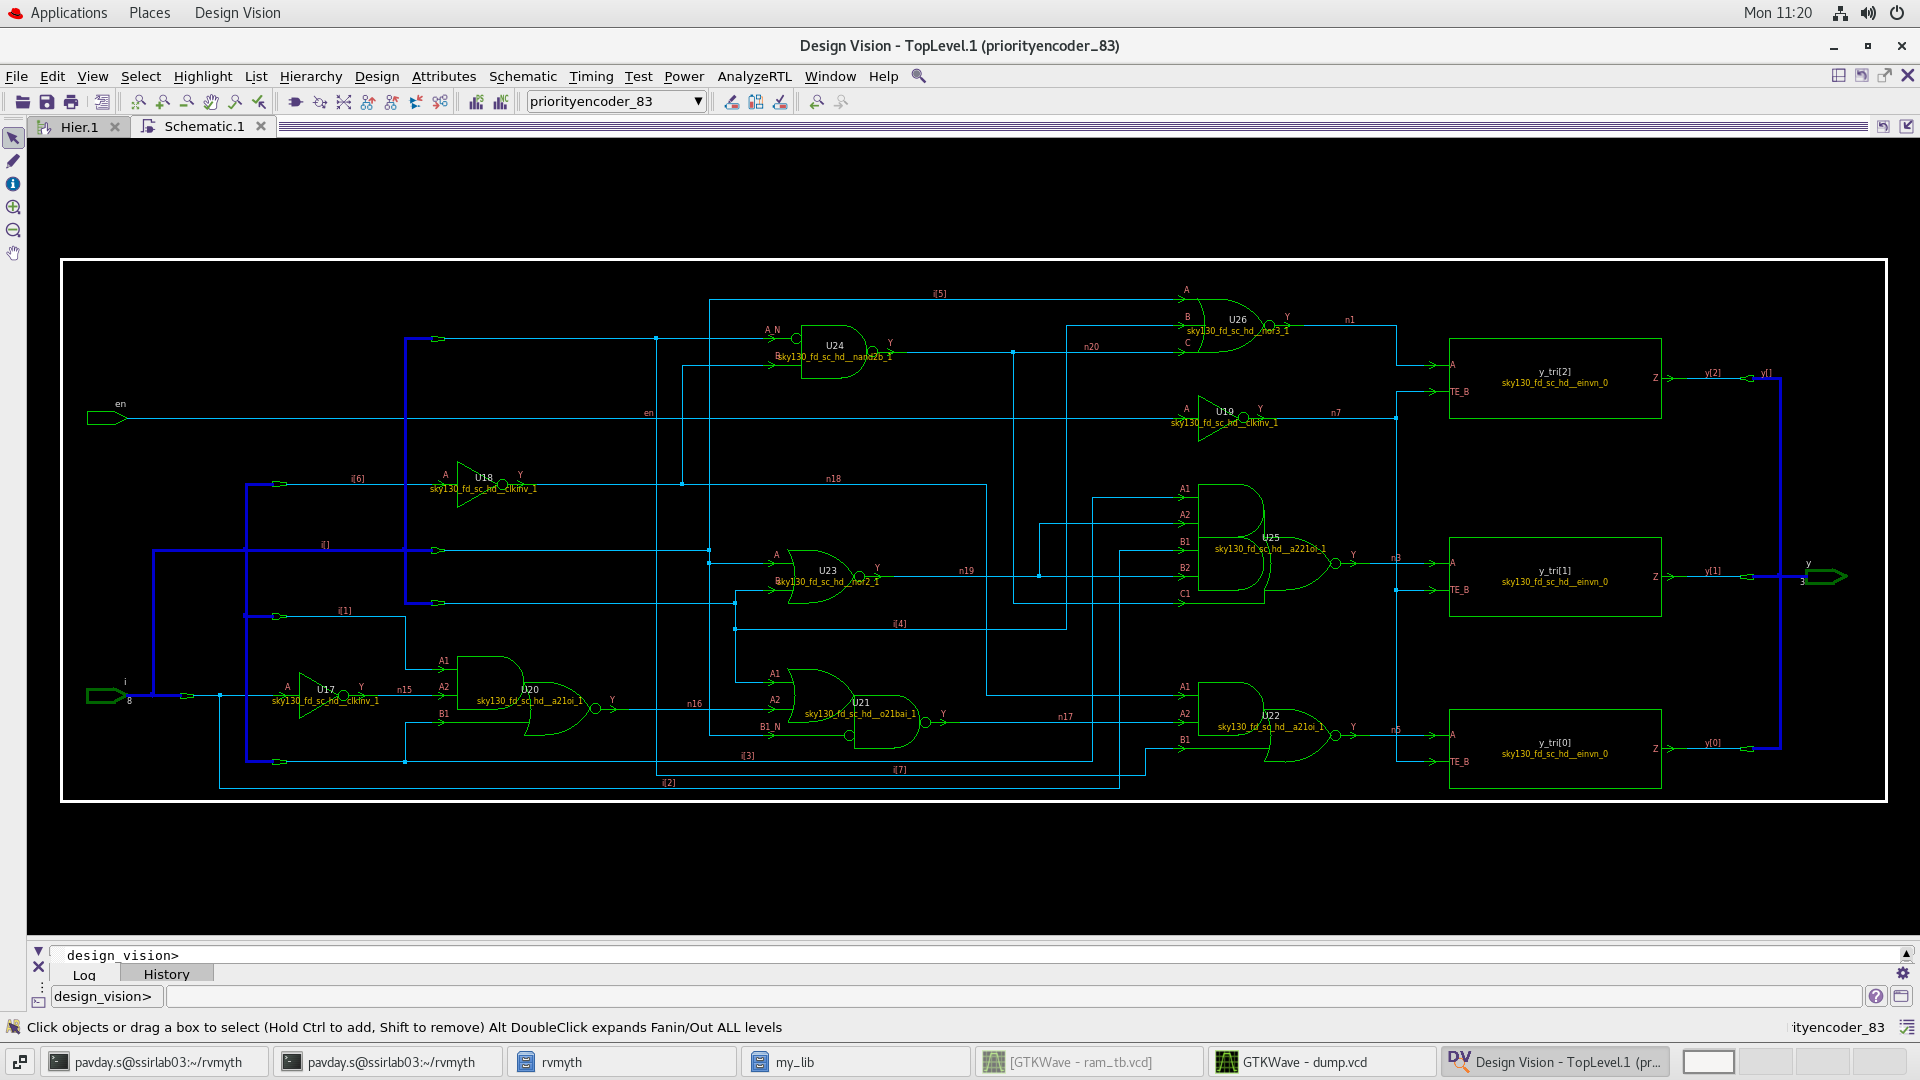 Applications Places Design Vision Mon 11:20
Design Vision - TopLevel.1 (priorityencoder_83)
File Edit View Select Highlight List Hierarchy Design Attributes Schematic Timing Test Power AnalyzeRTL Window Help
priorityencoder_83
Hier.1 Schematic.1
i[5] A
B U26 Y n1
sky130_fd_sc_hd__nor3_1
C
A_N
U24 Y n20
sky130_fd_sc_hd__nand2b_1
A y_tri[2] Z y[2] y[]
sky130_fd_sc_hd__einvn_0
TE_B
en en A U19 Y n7
sky130_fd_sc_hd__clkinv_1
i[6] A U18 Y n18
sky130_fd_sc_hd__clkinv_1
A1
A2
B1 U25 Y n3
sky130_fd_sc_hd__a221oi_1
B2
C1
i[]
A U23 Y n19
sky130_fd_sc_hd__nor2_1
A y_tri[1] Z y[1]
sky130_fd_sc_hd__einvn_0
TE_B
y
3
i[1] i[4]
i
8
A U17 Y n15
sky130_fd_sc_hd__clkinv_1
A1
A2 U20 Y n16
sky130_fd_sc_hd__a21oi_1
B1
A1
A2 U21 Y n17
sky130_fd_sc_hd__o21bai_1
B1_N
A1
A2 U22 Y
sky130_fd_sc_hd__a21oi_1
B1
A y_tri[0] Z y[0]
sky130_fd_sc_hd__einvn_0
TE_B
i[3]
i[7]
i[2]
design_vision>
Log History
design_vision>
Click objects or drag a box to select (Hold Ctrl to add, Shift to remove) Alt DoubleClick expands Fanin/Out ALL levels ityencoder_83
pavday.s@ssirlab03:~/rvmyth pavday.s@ssirlab03:~/rvmyth rvmyth my_lib [GTKWave - ram_tb.vcd] GTKWave - dump.vcd Design Vision - TopLevel.1 (pr...